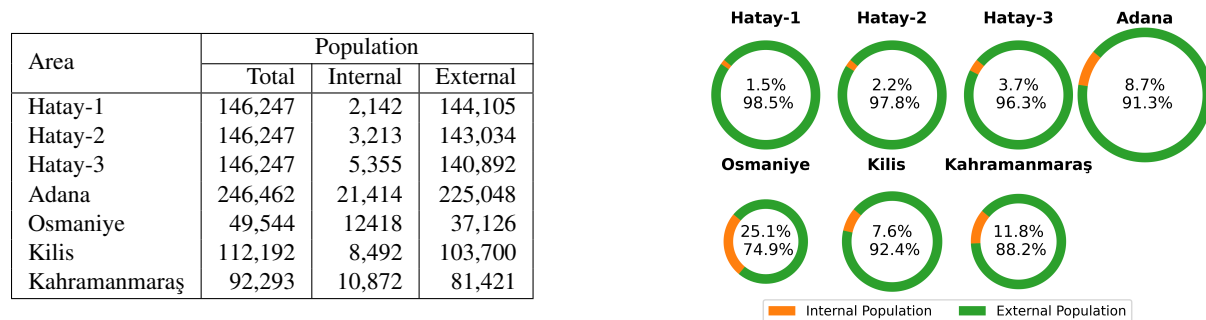 Area Population
Total Internal External
Hatay-1 146,247 2,142 144,105
Hatay-2 146,247 3,213 143,034
Hatay-3 146,247 5,355 140,892
Adana 246,462 21,414 225,048
Osmaniye 49,544 12418 37,126
Kilis 112,192 8,492 103,700
Kahramanmaraş 92,293 10,872 81,421
Hatay-1 Hatay-2 Hatay-3 Adana
1.5% 2.2% 3.7% 8.7%
98.5% 97.8% 96.3% 91.3%
Osmaniye Kilis Kahramanmaraş
25.1% 7.6% 11.8%
74.9% 92.4% 88.2%
Internal Population External Population